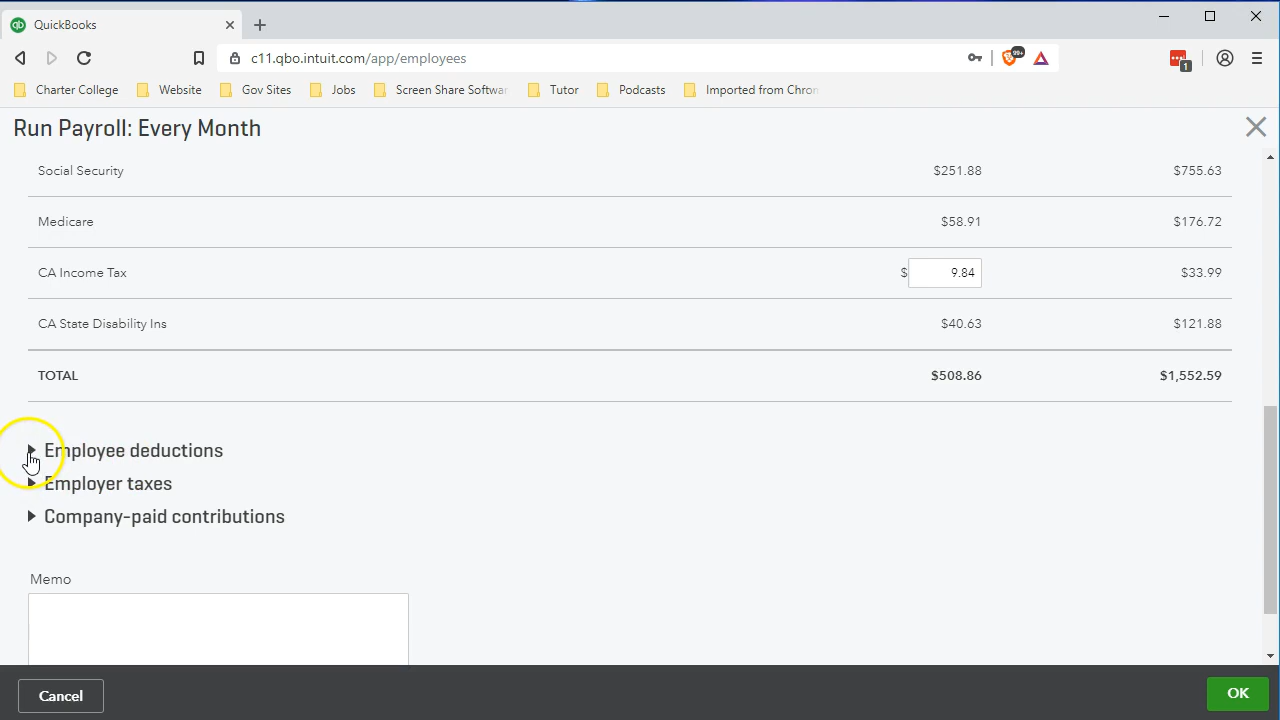 QuickBooks
c11.qbo.intuit.com/app/employees
99+
1
Charter College Website Gov Sites Jobs Screen Share Softwar Tutor Podcasts Imported from Chron
Run Payroll: Every Month
Social Security $251.88 $755.63
Medicare $58.91 $176.72
CA Income Tax $ 9.84 $33.99
CA State Disability Ins $40.63 $121.88
TOTAL $508.86 $1,552.59
Employee deductions
Employer taxes
Company-paid contributions
Memo
Cancel OK